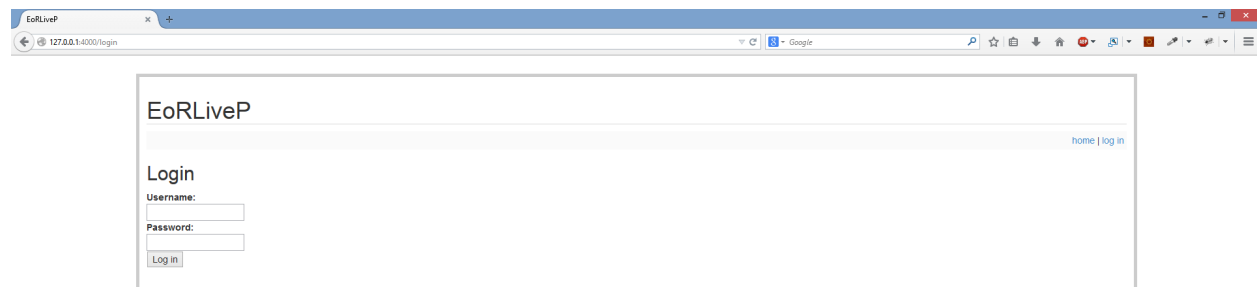 EoRLiveP
127.0.0.1:4000/login
Google
EoRLiveP
home | log in
Login
Username:
Password:
Log in